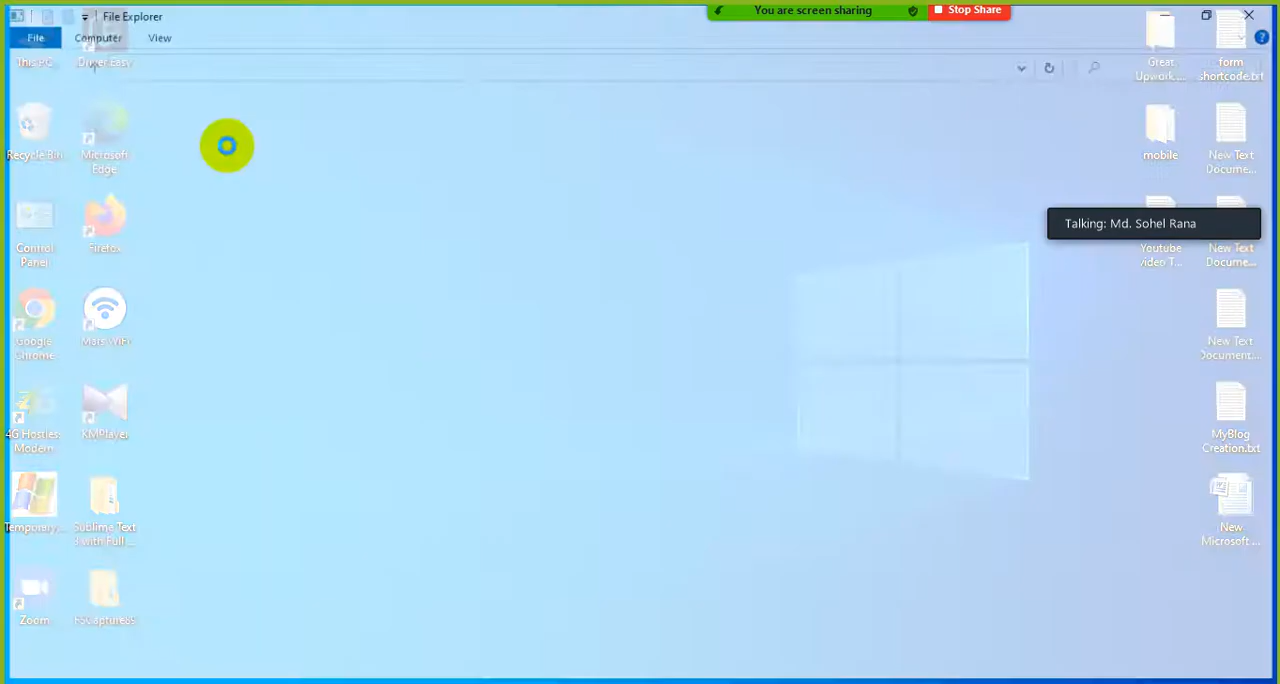 File Explorer
You are screen sharing
Stop Share
File
Computer
View
This PC
Driver Easy
Great
Upwork....
form
shortcode.txt
Recycle Bin
Microsoft
Edge
mobile
New Text
Docume...
Talking: Md. Sohel Rana
Control
Panel
Firefox
Youtube
video T...
New Text
Docume...
Google
Chrome
Mars WiFi
New Text
Document...
4G Hosties:
Modern
KMPlayer
MyBlog
Creation.txt
Temporary...
Sublime Text
3 with Full ...
New
Microsoft ...
Zoom
FSCapture89